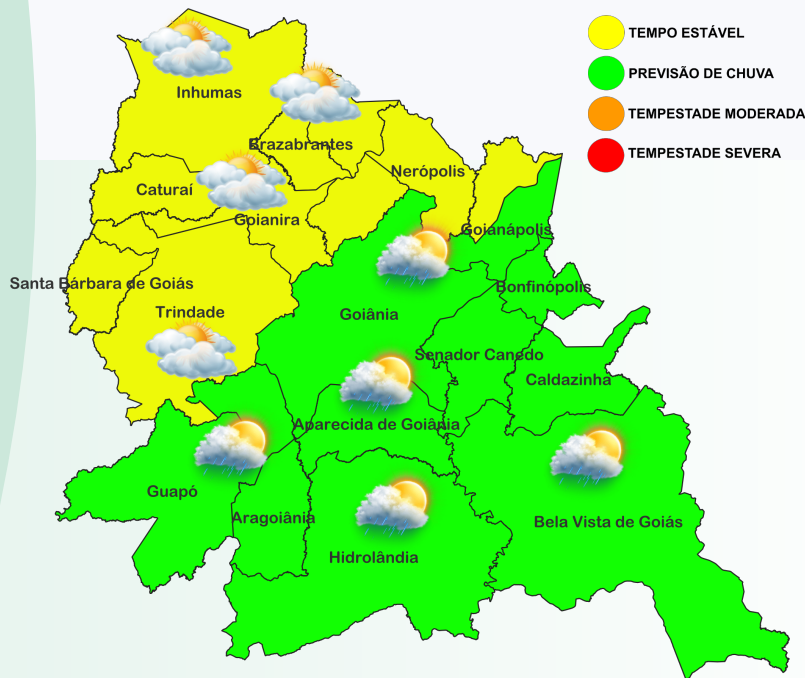 TEMPO ESTÁVEL
PREVISÃO DE CHUVA
TEMPESTADE MODERADA
TEMPESTADE SEVERA
Inhumas
Brazabrantes
Nerópolis
Caturaí
Goianira
Goianápolis
Santa Bárbara de Goiás
Bonfinópolis
Trindade
Goiânia
Senador Canedo
Caldazinha
Aparecida de Goiânia
Guapó
Aragoiânia
Bela Vista de Goiás
Hidrolândia